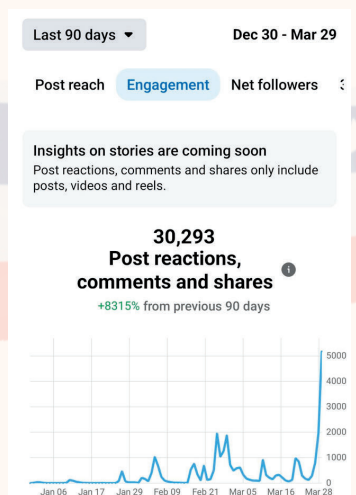 Last 90 days
Dec 30 - Mar 29
Post reach
Engagement
Net followers
Insights on stories are coming soon
Post reactions, comments and shares only include
posts, videos and reels.
30,293
Post reactions,
comments and shares
+8315% from previous 90 days
5000
4000
3000
2000
1000
0
Jan 06 Jan 17 Jan 29 Feb 09 Feb 21 Mar 05 Mar 16 Mar 28